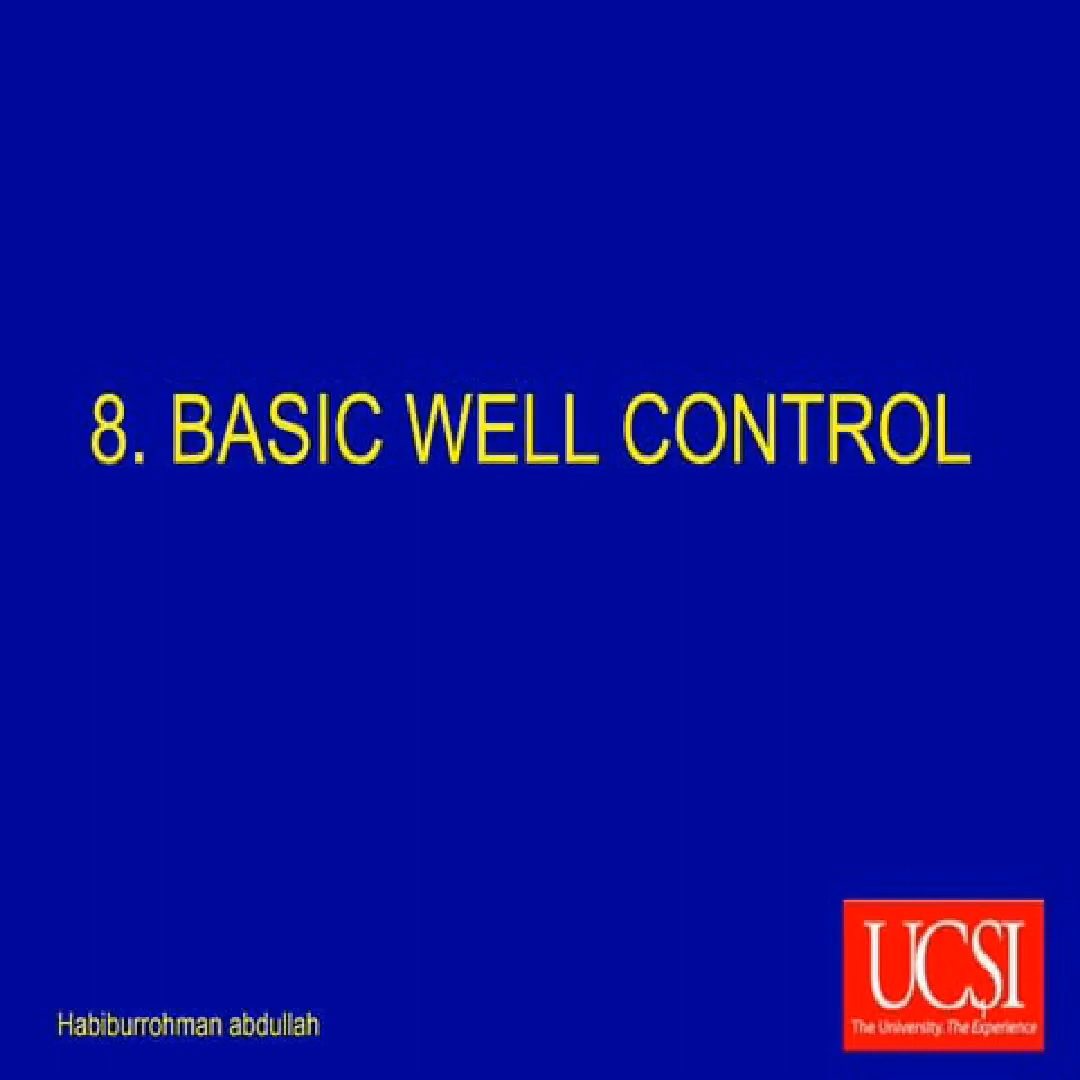 8. BASIC WELL CONTROL
UCSI
The University. The Experience
Habiburrohman abdullah